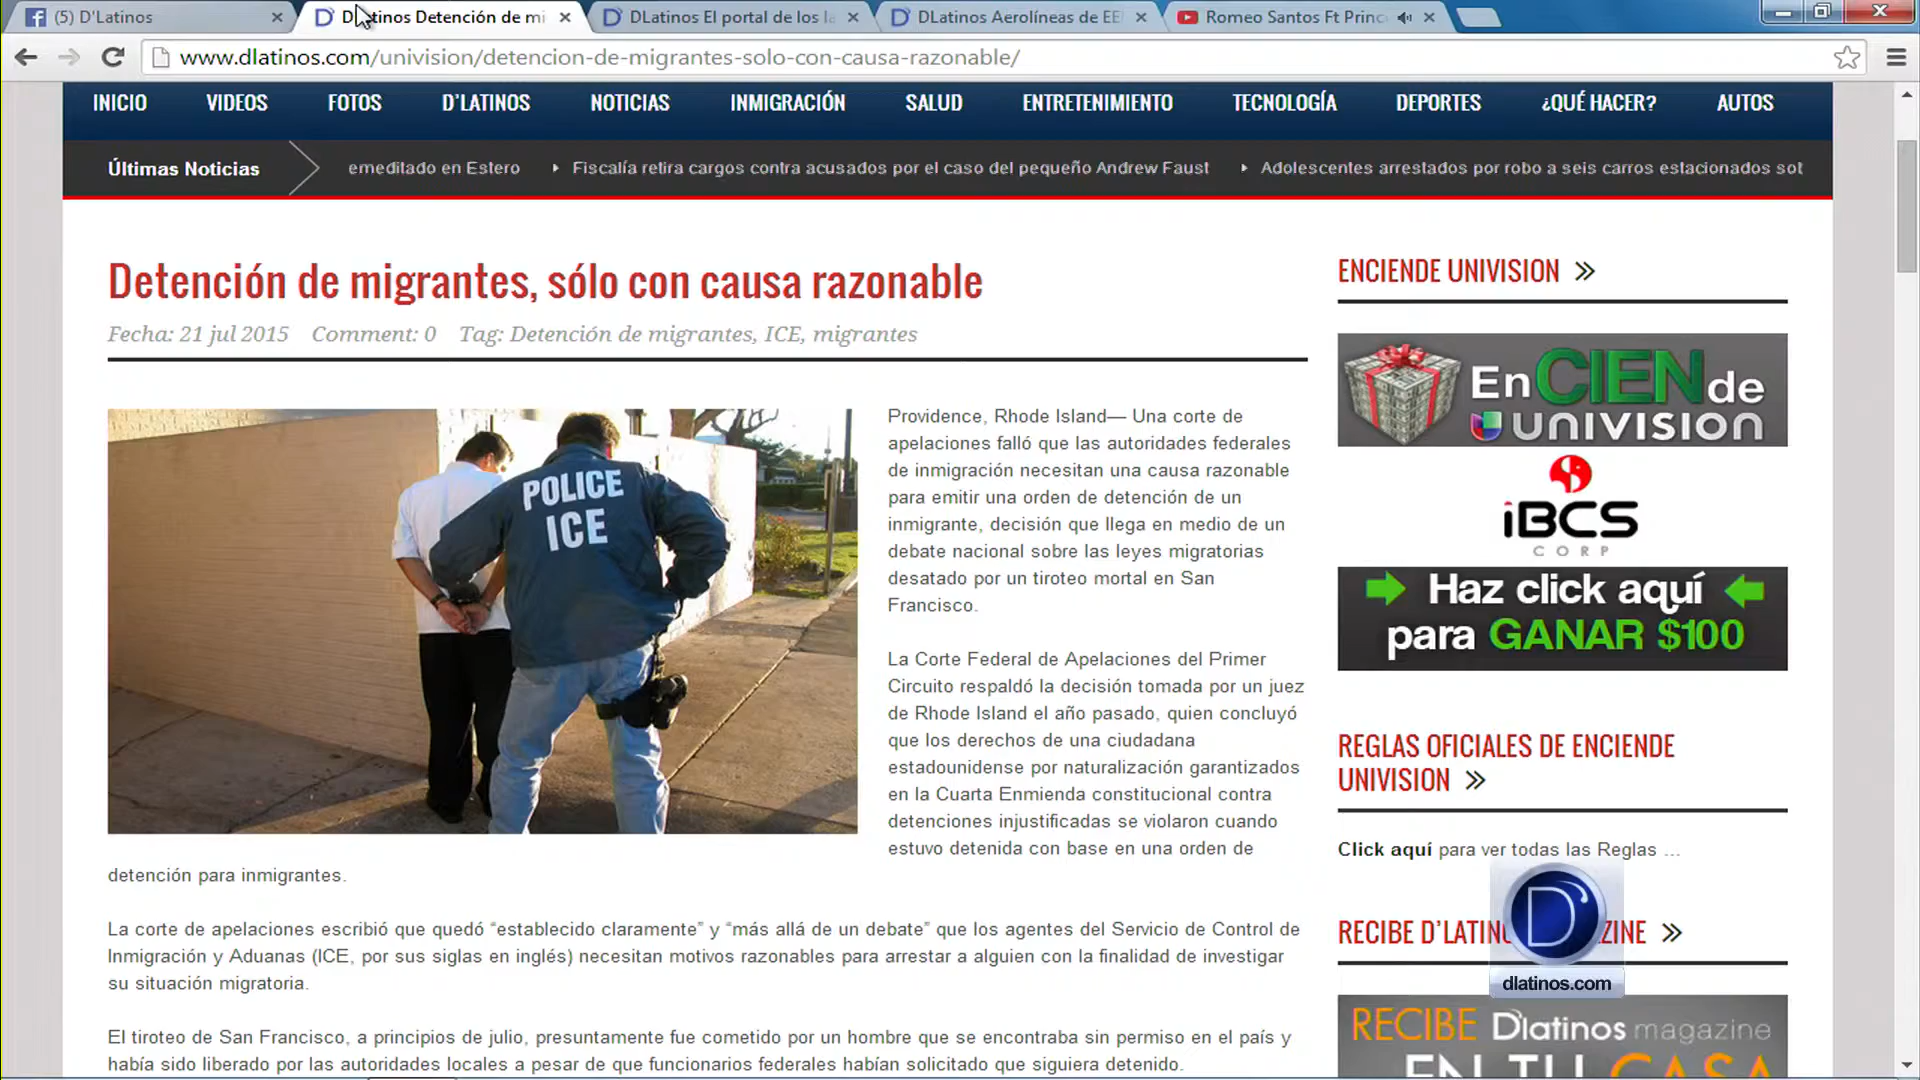 (5) D'Latinos
Detención de mi
DLatinos El portal de los la
DLatinos Aerolíneas de EE
Romeo Santos Ft Princ
www.dlatinos.com/univision/detencion-de-migrantes-solo-con-causa-razonable/
INICIO VIDEOS FOTOS D'LATINOS NOTICIAS INMIGRACIÓN SALUD ENTRETENIMIENTO TECNOLOGÍA DEPORTES ¿QUÉ HACER? AUTOS
Últimas Noticias emeditado en Estero Fiscalía retira cargos contra acusados por el caso del pequeño Andrew Faust Adolescentes arrestados por robo a seis carros estacionados sot
Detención de migrantes, sólo con causa razonable
Fecha: 21 jul 2015 Comment: 0 Tag: Detención de migrantes, ICE, migrantes
POLICE
ICE
Providence, Rhode Island— Una corte de
apelaciones falló que las autoridades federales
de inmigración necesitan una causa razonable
para emitir una orden de detención de un
inmigrante, decisión que llega en medio de un
debate nacional sobre las leyes migratorias
desatado por un tiroteo mortal en San
Francisco.
La Corte Federal de Apelaciones del Primer
Circuito respaldó la decisión tomada por un juez
de Rhode Island el año pasado, quien concluyó
que los derechos de una ciudadana
estadounidense por naturalización garantizados
en la Cuarta Enmienda constitucional contra
detenciones injustificadas se violaron cuando
estuvo detenida con base en una orden de
detención para inmigrantes.
La corte de apelaciones escribió que quedó “establecido claramente” y “más allá de un debate” que los agentes del Servicio de Control de
Inmigración y Aduanas (ICE, por sus siglas en inglés) necesitan motivos razonables para arrestar a alguien con la finalidad de investigar
su situación migratoria.
El tiroteo de San Francisco, a principios de julio, presuntamente fue cometido por un hombre que se encontraba sin permiso en el país y
había sido liberado por las autoridades locales a pesar de que funcionarios federales habían solicitado que siguiera detenido.
ENCIENDE UNIVISION
En CIEN de
UNIVISION
iBCS
CORP
Haz click aquí
para GANAR $100
REGLAS OFICIALES DE ENCIENDE
UNIVISION
Click aquí para ver todas las Reglas ...
RECIBE D'LATIN ZINE
D
dlatinos.com
RECIBE Dlatinos magazine
EN TU CASA